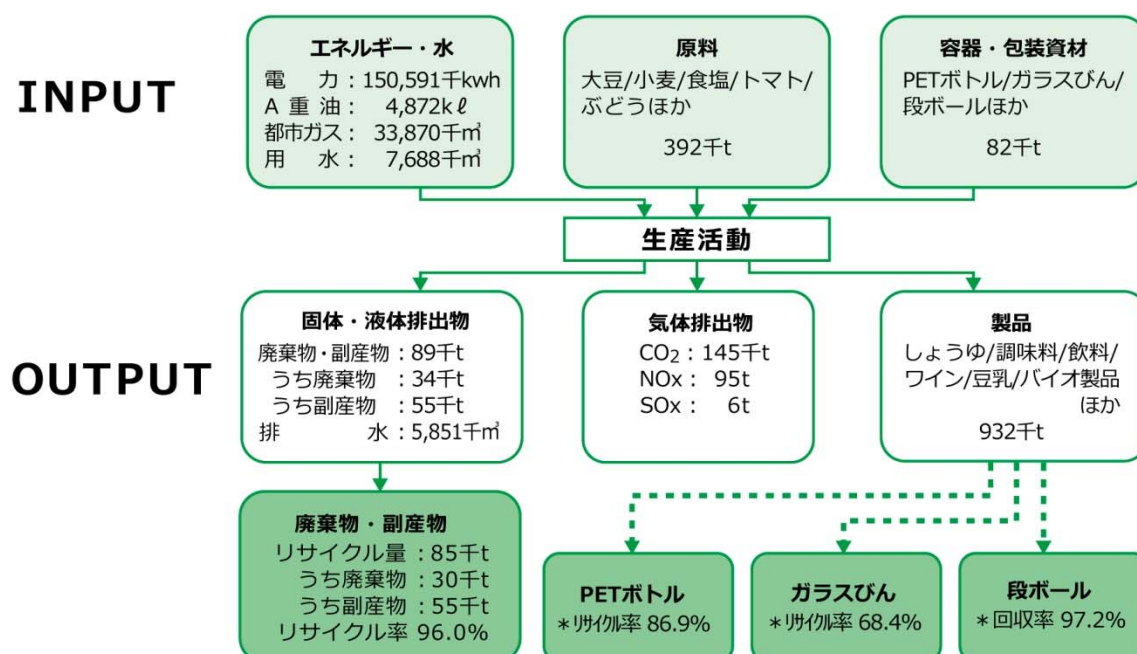 INPUT
エネルギー・水
電　力：150,591千kwh
A 重 油： 4,872kℓ
都市ガス： 33,870千㎥
用　水： 7,688千㎥
原料
大豆/小麦/食塩/トマト/
ぶどうほか
392千t
容器・包装資材
PETボトル/ガラスびん/
段ボールほか
82千t
生産活動
OUTPUT
固体・液体排出物
廃棄物・副産物：89千t
うち廃棄物：34千t
うち副産物：55千t
排　水：5,851千㎥
気体排出物
CO₂：145千t
NOx： 95t
SOx： 6t
製品
しょうゆ/調味料/飲料/
ワイン/豆乳/バイオ製品
ほか
932千t
廃棄物・副産物
リサイクル量：85千t
うち廃棄物：30千t
うち副産物：55千t
リサイクル率 96.0%
PETボトル
＊リサイクル率 86.9%
ガラスびん
＊リサイクル率 68.4%
段ボール
＊回収率 97.2%